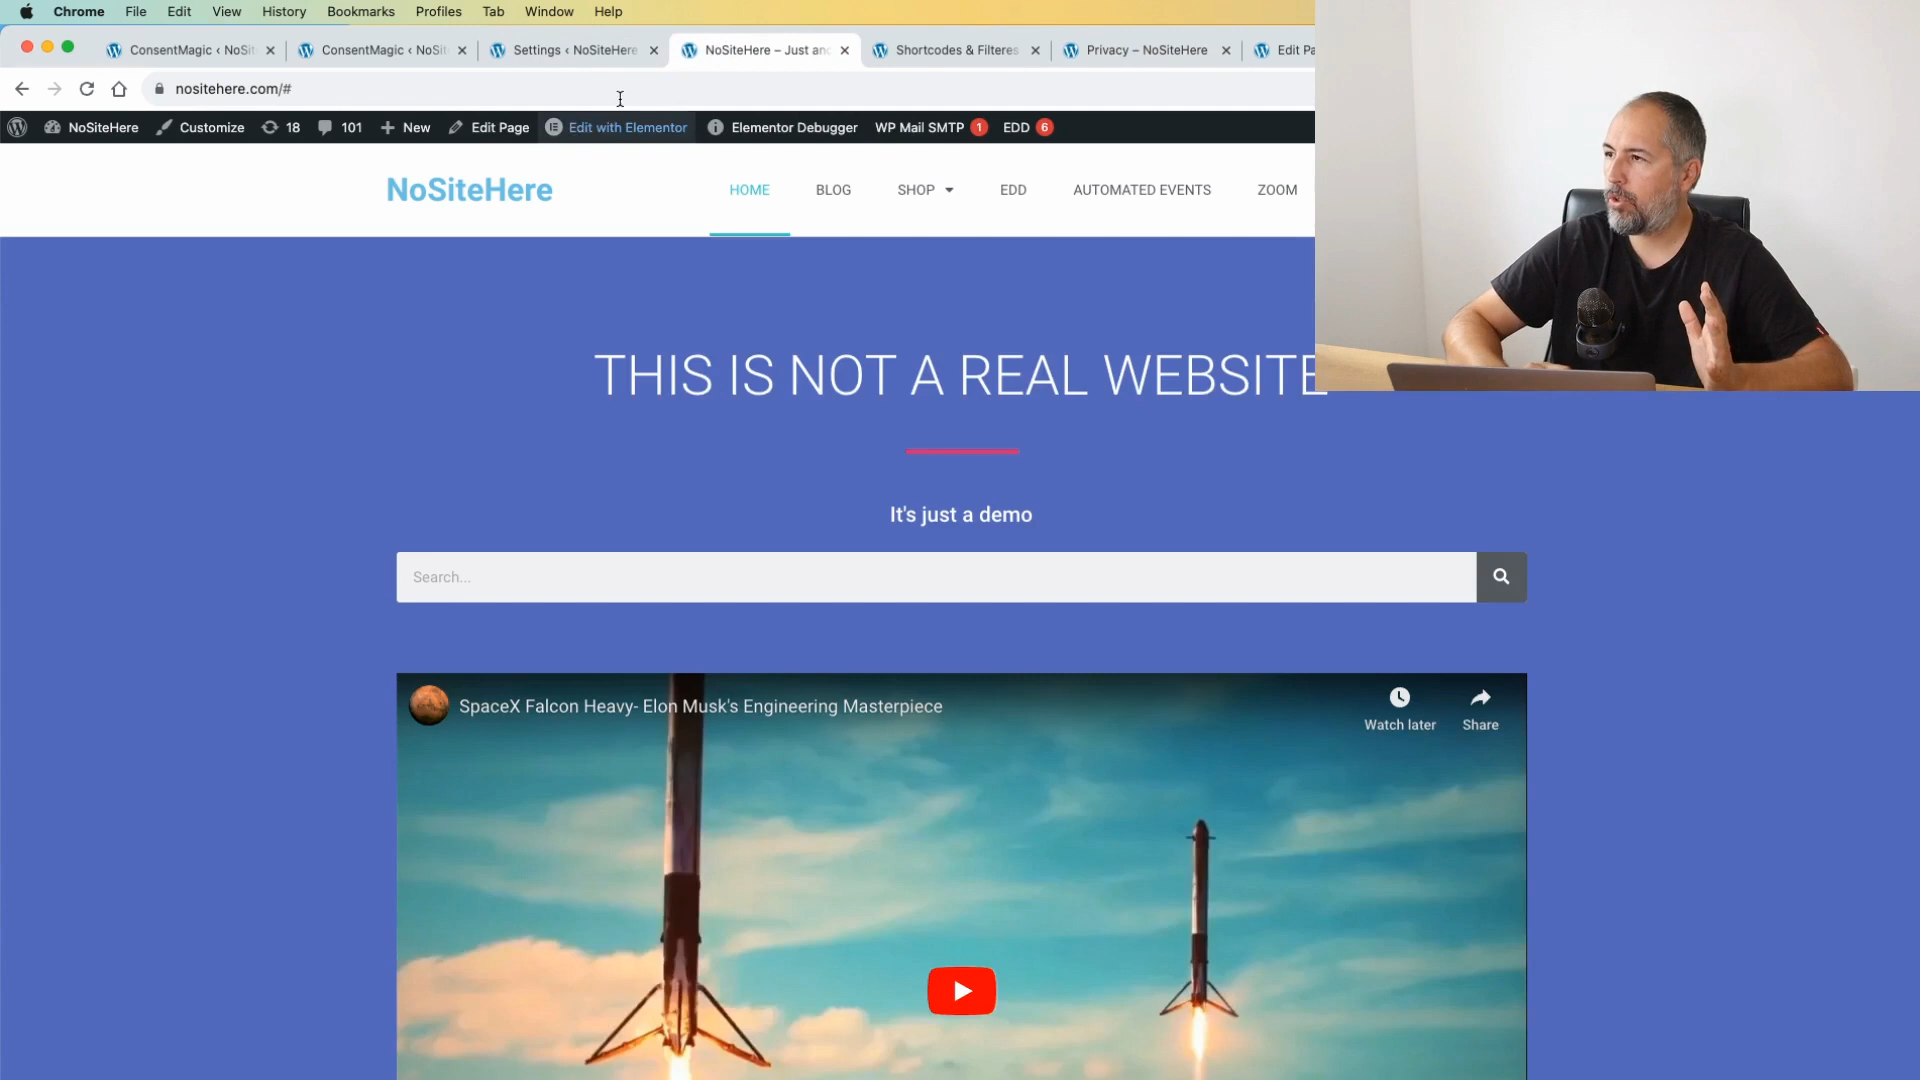 Chrome File Edit View History Bookmarks Profiles Tab Window Help
ConsentMagic ‹ NoSit
ConsentMagic ‹ NoSit
Settings ‹ NoSiteHere
NoSiteHere – Just an
Shortcodes & Filteres
Privacy – NoSiteHere
Edit Pa
nositehere.com/#
NoSiteHere Customize 18 101 New Edit Page Edit with Elementor Elementor Debugger WP Mail SMTP 1 EDD 6
NoSiteHere
HOME BLOG SHOP EDD AUTOMATED EVENTS ZOOM
THIS IS NOT A REAL WEBSITE
It's just a demo
Search...
SpaceX Falcon Heavy- Elon Musk's Engineering Masterpiece
Watch later Share